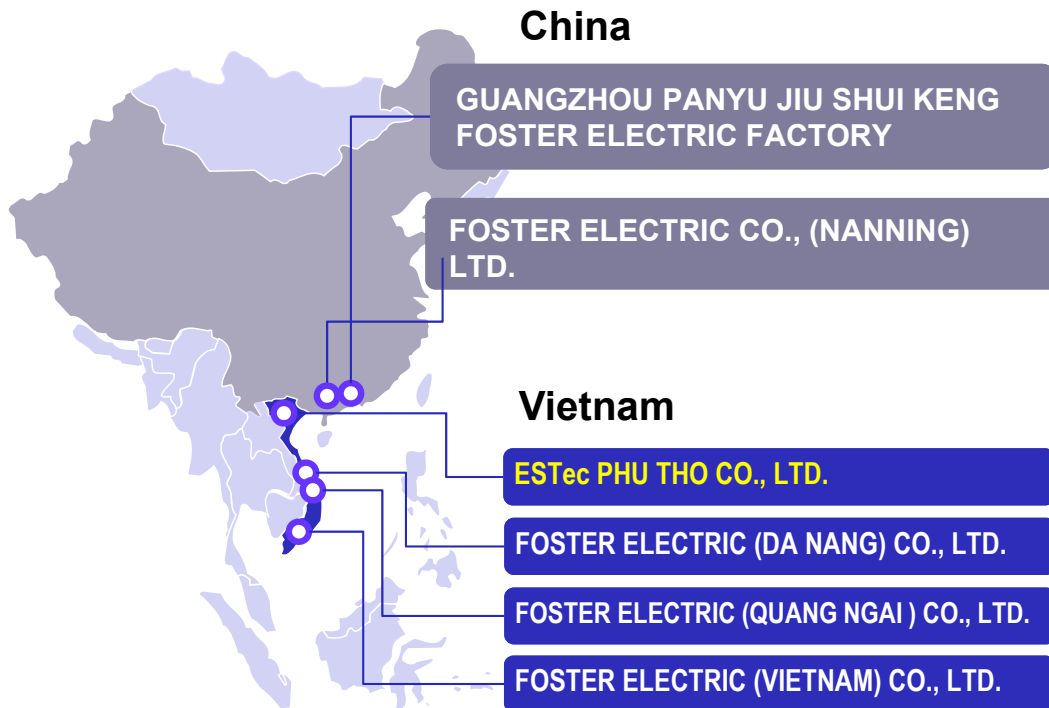 China
GUANGZHOU PANYU JIU SHUI KENG
FOSTER ELECTRIC FACTORY
FOSTER ELECTRIC CO., (NANNING)
LTD.
Vietnam
ESTec PHU THO CO., LTD.
FOSTER ELECTRIC (DA NANG) CO., LTD.
FOSTER ELECTRIC (QUANG NGAI ) CO., LTD.
FOSTER ELECTRIC (VIETNAM) CO., LTD.